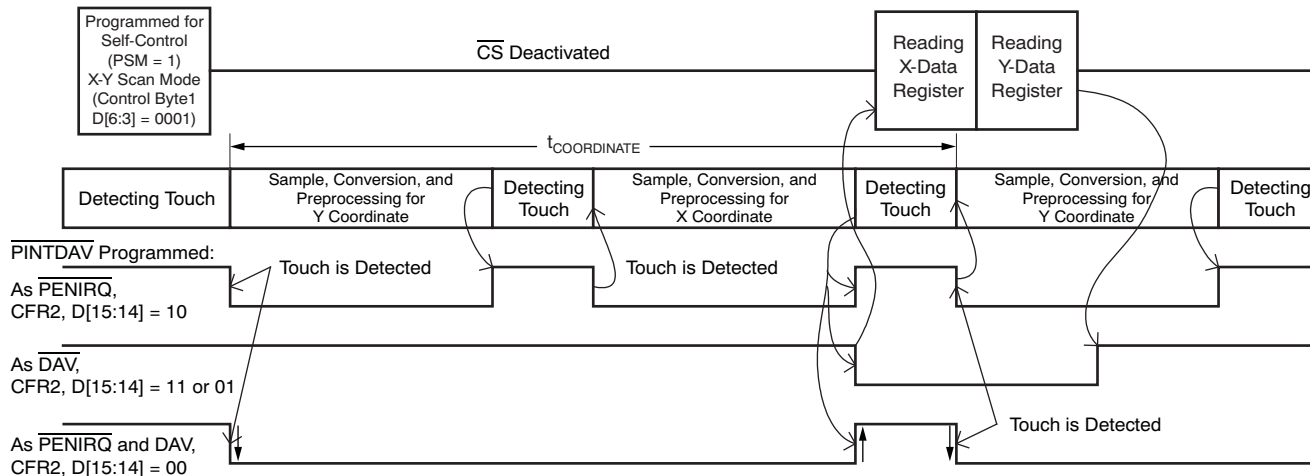 Programmed for
Self-Control
(PSM = 1)
X-Y Scan Mode
(Control Byte1
D[6:3] = 0001)
CS Deactivated
Reading
X-Data
Register
Reading
Y-Data
Register
tCOORDINATE
Detecting Touch
Sample, Conversion, and
Preprocessing for
Y Coordinate
Detecting
Touch
Sample, Conversion, and
Preprocessing for
X Coordinate
Detecting
Touch
Sample, Conversion, and
Preprocessing for
Y Coordinate
Detecting
Touch
PINTDAV Programmed:
Touch is Detected
Touch is Detected
As PENIRQ,
CFR2, D[15:14] = 10
As DAV,
CFR2, D[15:14] = 11 or 01
Touch is Detected
As PENIRQ and DAV,
CFR2, D[15:14] = 00